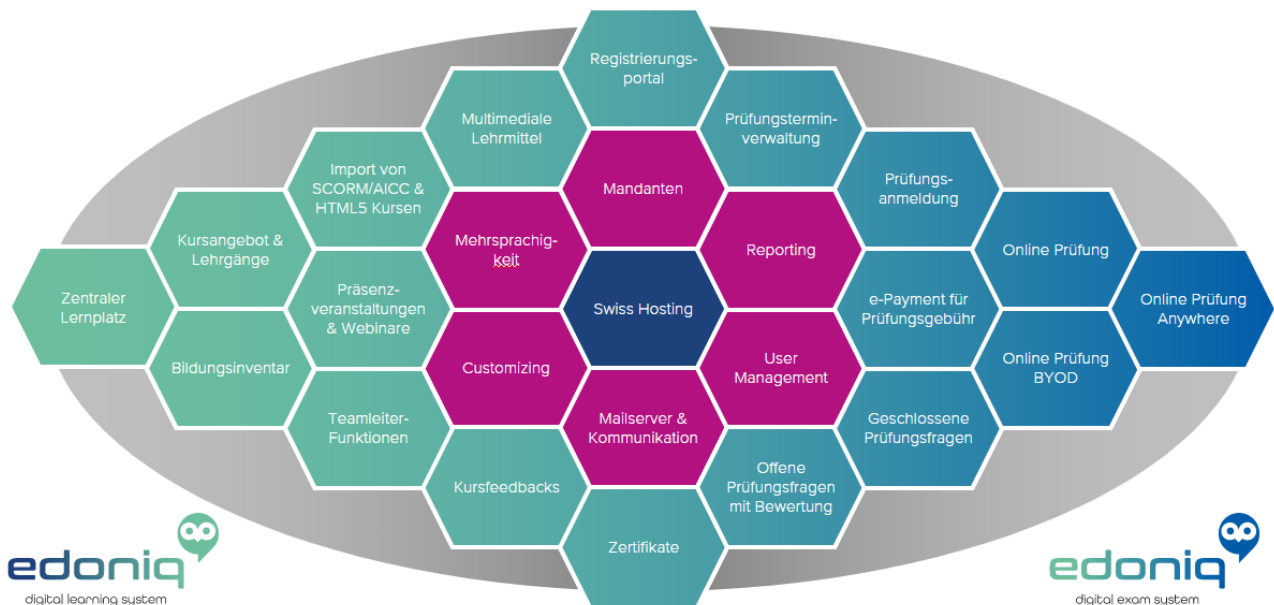 Registrierungs-
portal
Multimediale
Lehrmittel
Prüfungstermin-
verwaltung
Import von
SCORM/AICC &
HTML5 Kursen
Mandanten
Prüfungs-
anmeldung
Kursangebot &
Lehrgänge
Mehrsprachig-
keit
Reporting
Online Prüfung
Zentraler
Lernplatz
Präsenz-
veranstaltungen
& Webinare
Swiss Hosting
e-Payment für
Prüfungsgebühr
Online Prüfung
Anywhere
Bildungsinventar
Customizing
User
Management
Online Prüfung
BYOD
Teamleiter-
Funktionen
Mailserver &
Kommunikation
Geschlossene
Prüfungsfragen
Kursfeedbacks
Offene
Prüfungsfragen
mit Bewertung
Zertifikate
edoniq
digital learning system
edoniq
digital exam system